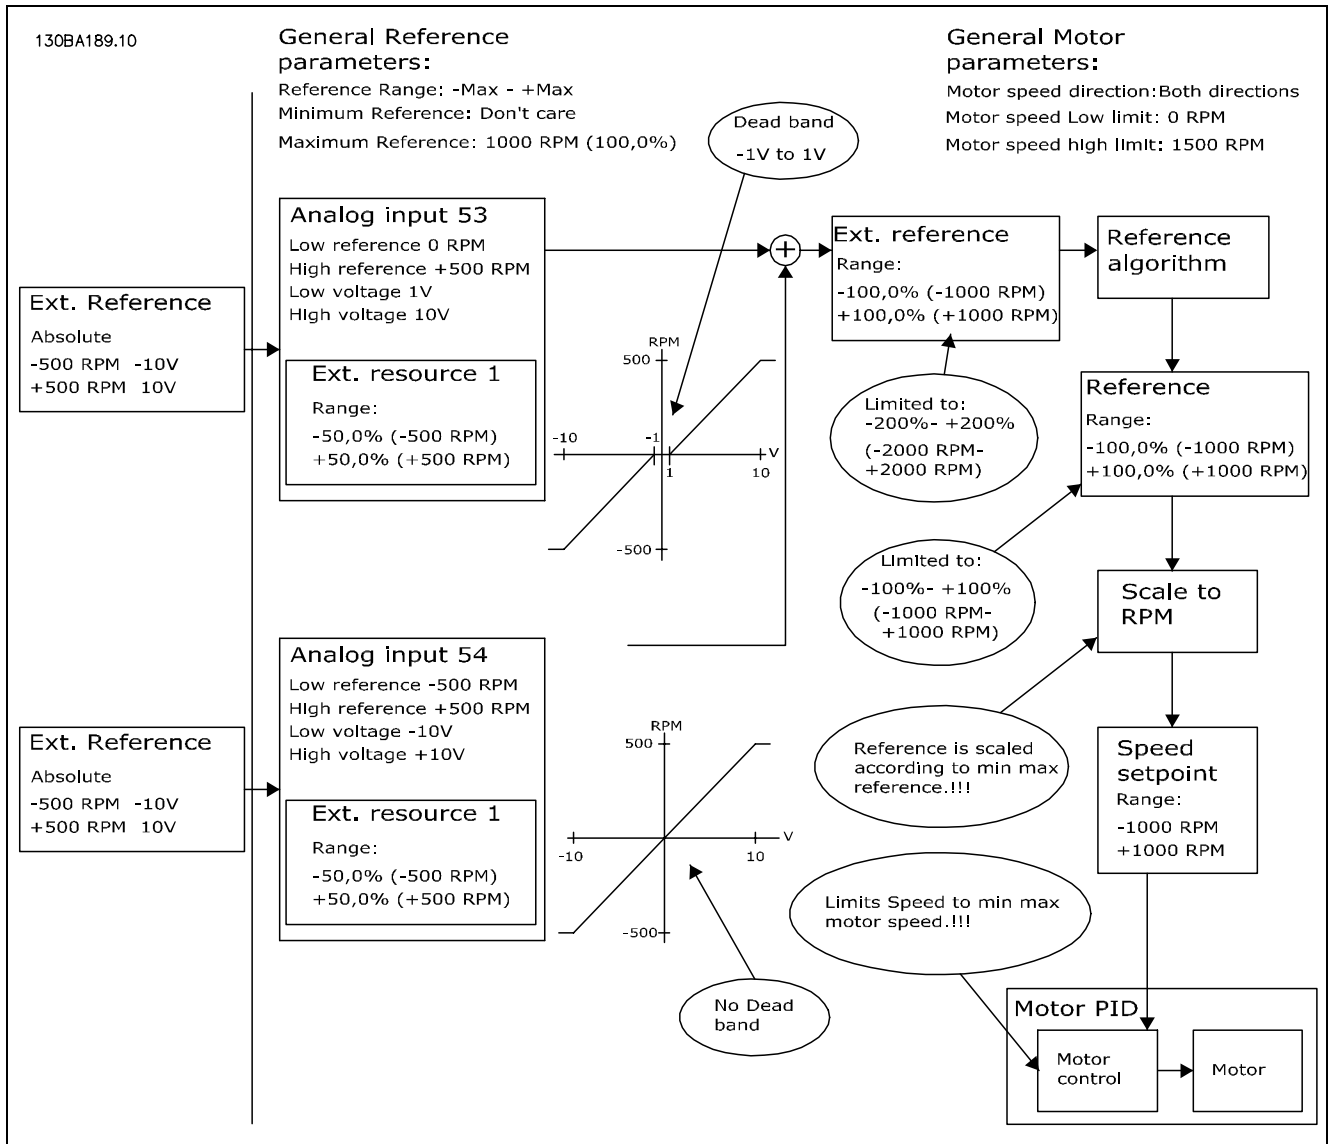 130BA189.10
General Reference
parameters:
Reference Range: -Max - +Max
Minimum Reference: Don't care
Maximum Reference: 1000 RPM (100,0%)
General Motor
parameters:
Motor speed direction:Both directions
Motor speed Low limit: 0 RPM
Motor speed high limit: 1500 RPM
Dead band
-1V to 1V
Ext. Reference
Absolute
-500 RPM -10V
+500 RPM 10V
Analog input 53
Low reference 0 RPM
High reference +500 RPM
Low voltage 1V
High voltage 10V
Ext. resource 1
Range:
-50,0% (-500 RPM)
+50,0% (+500 RPM)
RPM
500
-10
-1
V
1
10
-500
+
Ext. reference
Range:
-100,0% (-1000 RPM)
+100,0% (+1000 RPM)
Reference
algorithm
Limited to:
-200%- +200%
(-2000 RPM-
+2000 RPM)
Reference
Range:
-100,0% (-1000 RPM)
+100,0% (+1000 RPM)
Limited to:
-100%- +100%
(-1000 RPM-
+1000 RPM)
Scale to
RPM
Ext. Reference
Absolute
-500 RPM -10V
+500 RPM 10V
Analog input 54
Low reference -500 RPM
High reference +500 RPM
Low voltage -10V
High voltage +10V
Ext. resource 1
Range:
-50,0% (-500 RPM)
+50,0% (+500 RPM)
RPM
500
V
-10
10
-500
No Dead
band
Reference is scaled
according to min max
reference.!!!
Speed
setpoint
Range:
-1000 RPM
+1000 RPM
Limits Speed to min max
motor speed.!!!
Motor PID
Motor
control
Motor